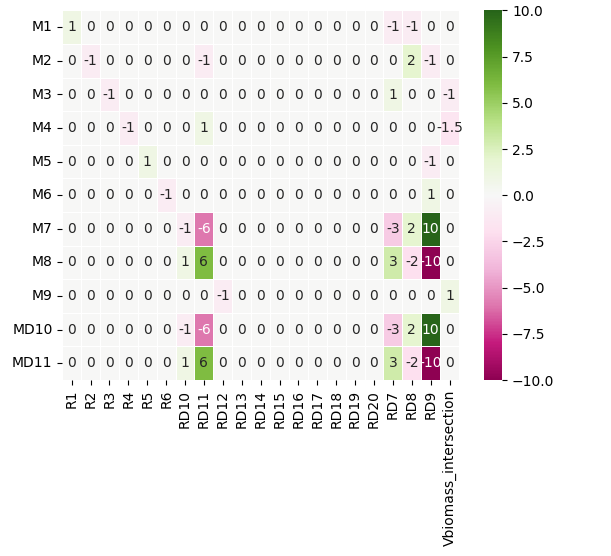 M1 1 0 0 0 0 0 0 0 0 0 0 0 0 0 0 0 0 -1 -1 0 0
M2 0 -1 0 0 0 0 0 -1 0 0 0 0 0 0 0 0 0 0 2 -1 0
M3 0 0 -1 0 0 0 0 0 0 0 0 0 0 0 0 0 0 1 0 0 -1
M4 0 0 0 -1 0 0 0 1 0 0 0 0 0 0 0 0 0 0 0 0 -1.5
M5 0 0 0 0 1 0 0 0 0 0 0 0 0 0 0 0 0 0 0 -1 0
M6 0 0 0 0 0 -1 0 0 0 0 0 0 0 0 0 0 0 0 0 1 0
M7 0 0 0 0 0 0 -1 -6 0 0 0 0 0 0 0 0 0 -3 2 10 0
M8 0 0 0 0 0 0 1 6 0 0 0 0 0 0 0 0 0 3 -2 -10 0
M9 0 0 0 0 0 0 0 0 -1 0 0 0 0 0 0 0 0 0 0 0 1
MD10 0 0 0 0 0 0 -1 -6 0 0 0 0 0 0 0 0 0 -3 2 10 0
MD11 0 0 0 0 0 0 1 6 0 0 0 0 0 0 0 0 0 3 -2 -10 0
R1
R2
R3
R4
R5
R6
RD10
RD11
RD12
RD13
RD14
RD15
RD16
RD17
RD18
RD19
RD20
RD7
RD8
RD9
Vbiomass_intersection
10.0
7.5
5.0
2.5
0.0
−2.5
−5.0
−7.5
−10.0